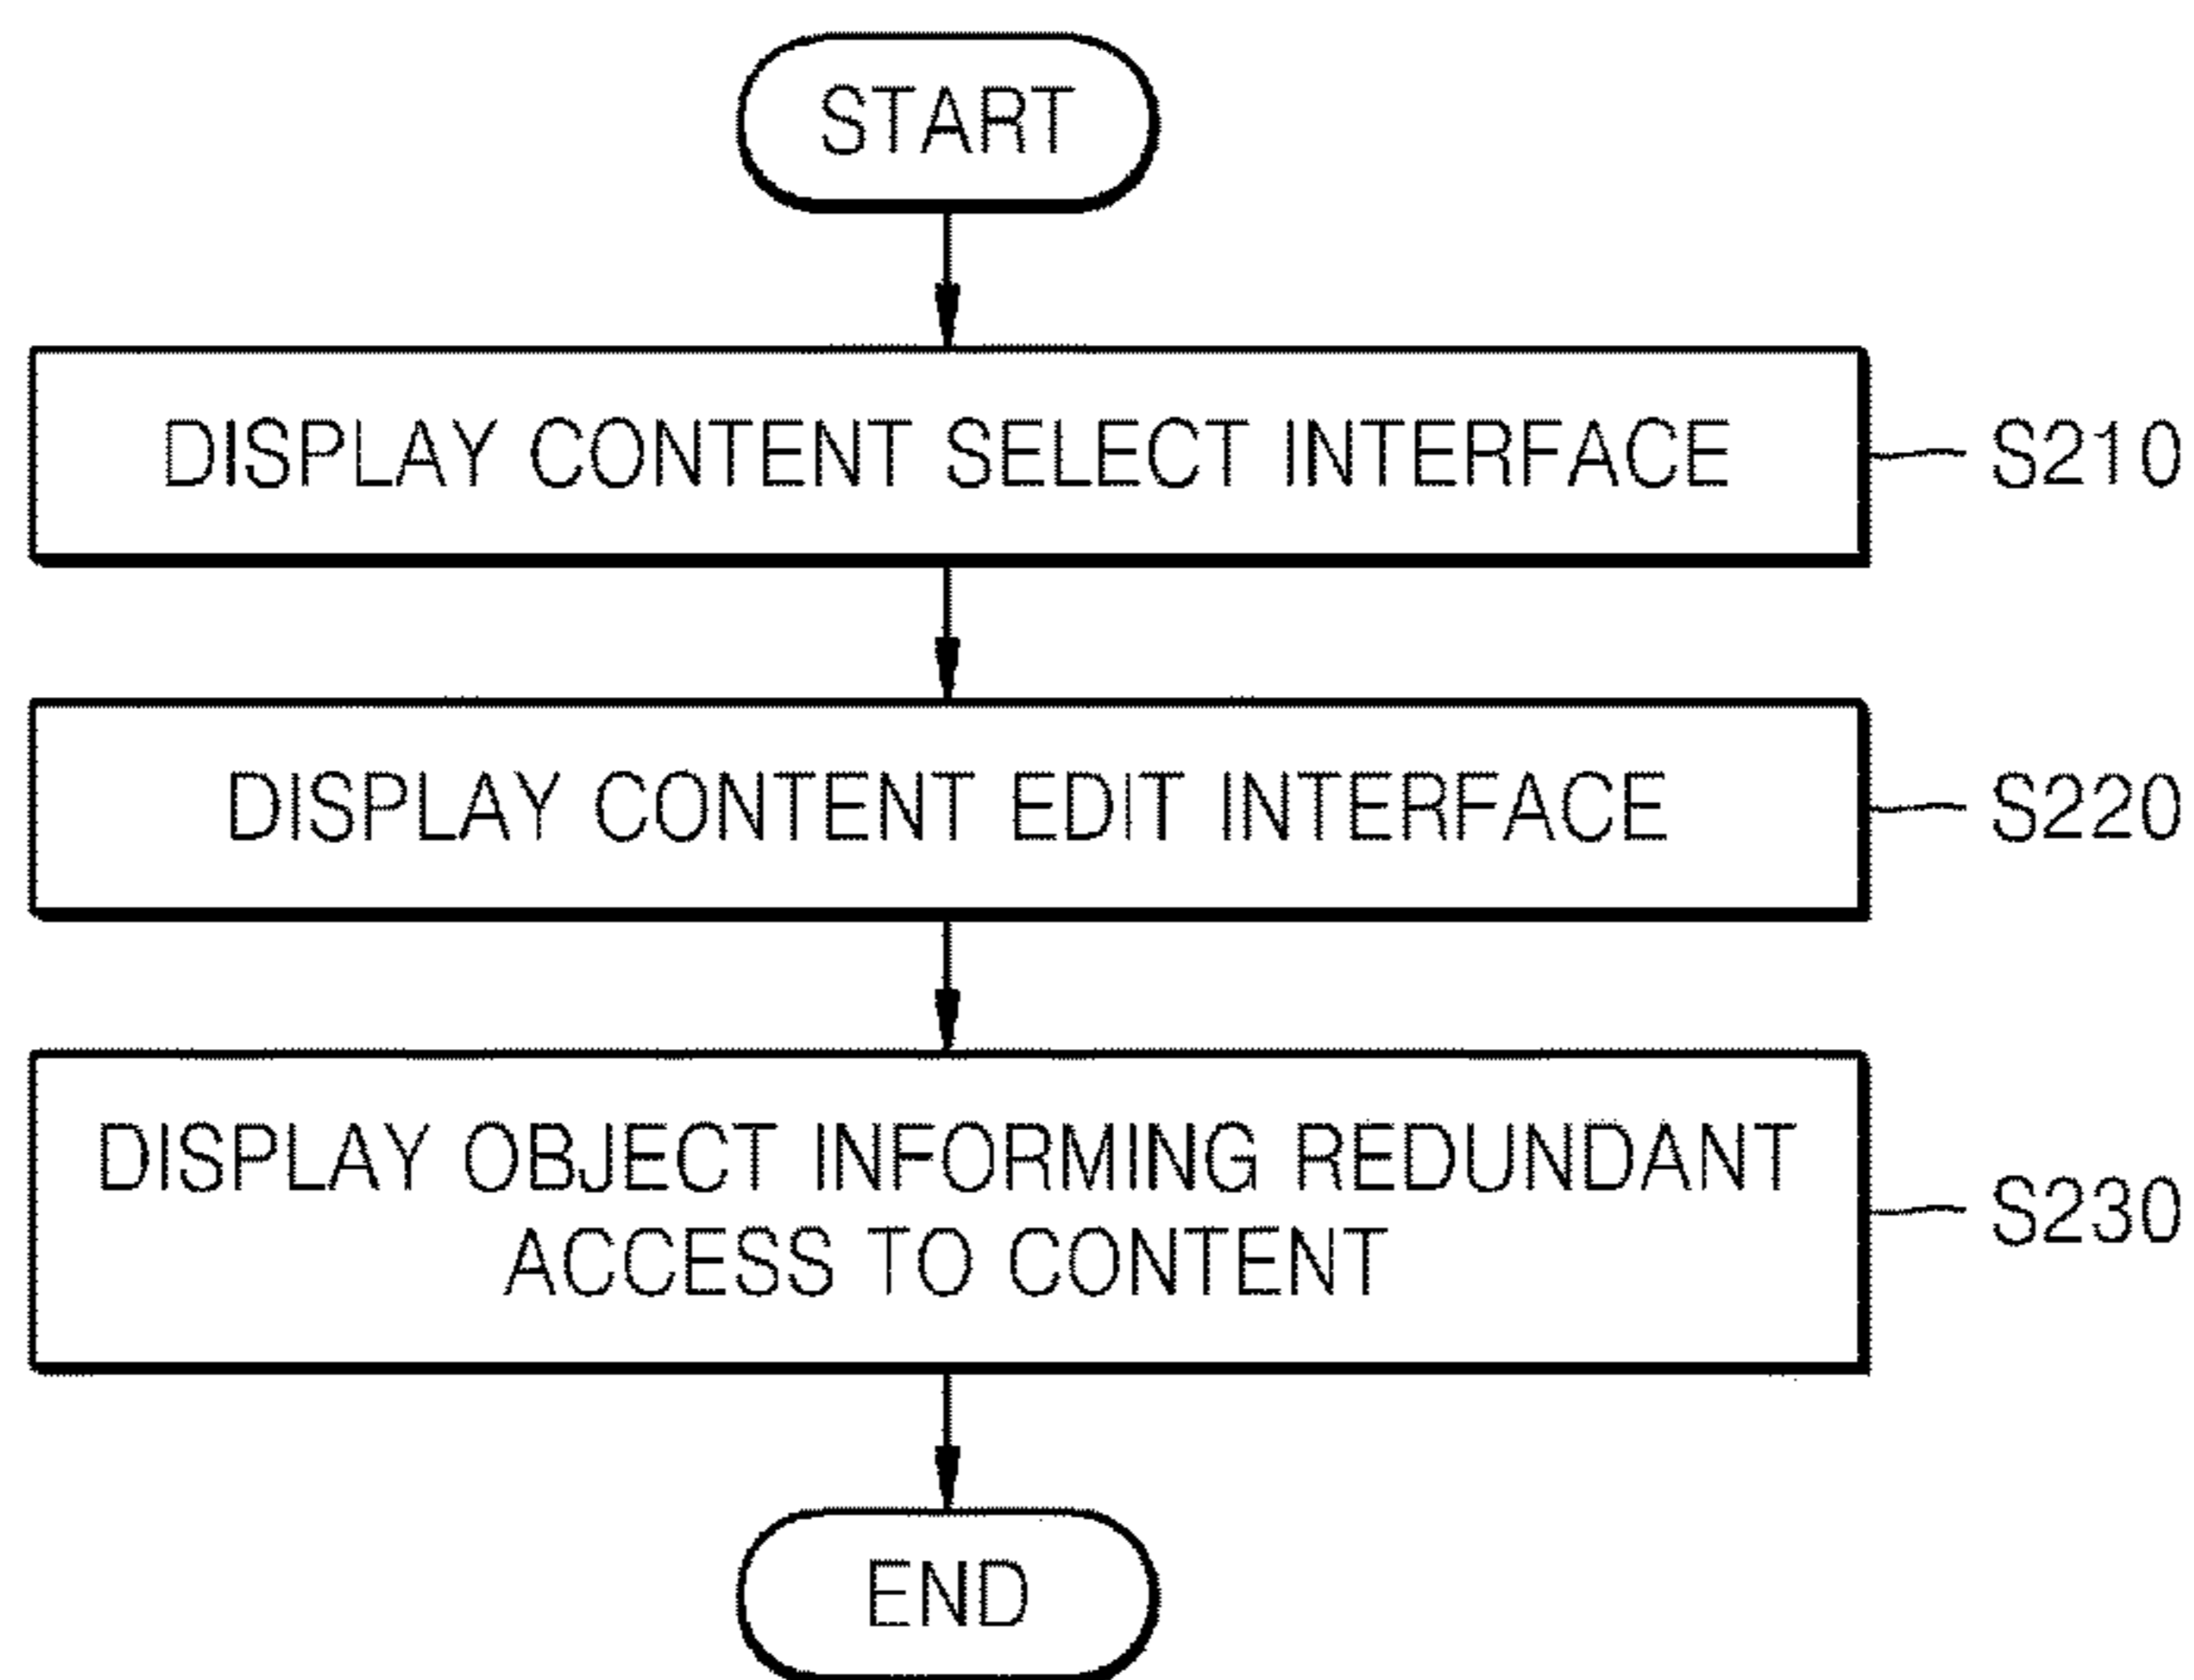 START
DISPLAY CONTENT SELECT INTERFACE
S210
DISPLAY CONTENT EDIT INTERFACE
S220
DISPLAY OBJECT INFORMING REDUNDANT
ACCESS TO CONTENT
S230
END